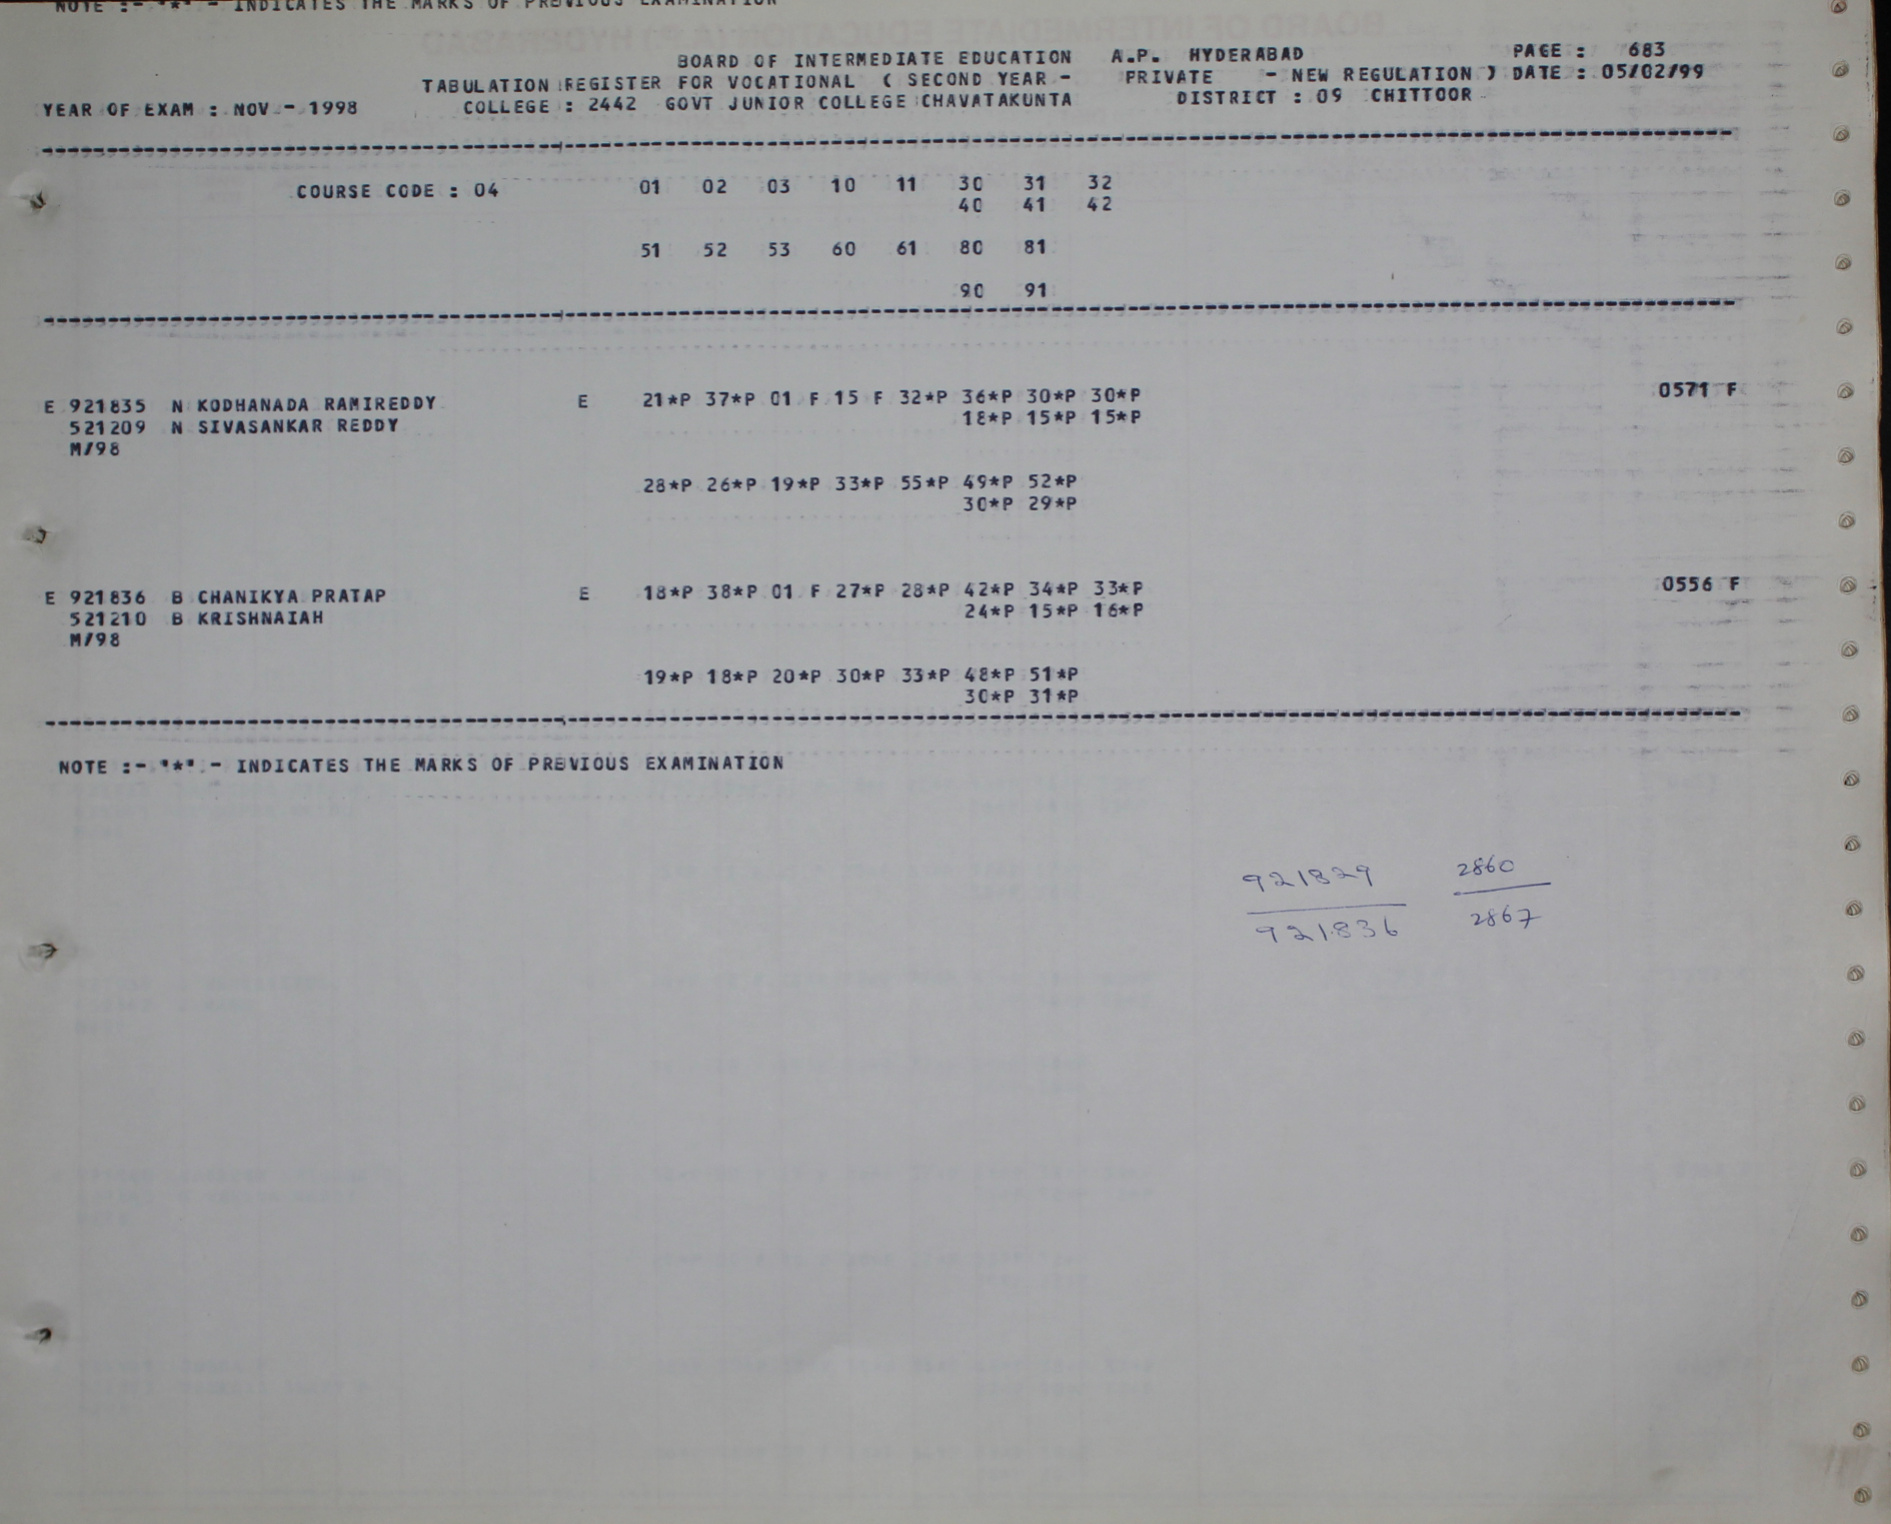 NOTE :- "*" - INDICATES THE MARKS OF PREVIOUS EXAMINATION
BOARD OF INTERMEDIATE EDUCATION A.P. HYDERABAD PAGE : 683
TABULATION REGISTER FOR VOCATIONAL ( SECOND YEAR - PRIVATE - NEW REGULATION ) DATE : 05/02/99
YEAR OF EXAM : NOV - 1998 COLLEGE : 2442 GOVT JUNIOR COLLEGE CHAVATAKUNTA DISTRICT : 09 CHITTOOR
COURSE CODE : 04 01 02 03 10 11 30 31 32
40 41 42
51 52 53 60 61 80 81
90 91
E 921835 N KODHANADA RAMIREDDY E 21*P 37*P 01 F 15 F 32*P 36*P 30*P 30*P 0571 F
521209 N SIVASANKAR REDDY 18*P 15*P 15*P
M/98
28*P 26*P 19*P 33*P 55*P 49*P 52*P
30*P 29*P
E 921836 B CHANIKYA PRATAP E 18*P 38*P 01 F 27*P 28*P 42*P 34*P 33*P 0556 F
521210 B KRISHNAIAH 24*P 15*P 16*P
M/98
19*P 18*P 20*P 30*P 33*P 48*P 51*P
30*P 31*P
NOTE :- "*" - INDICATES THE MARKS OF PREVIOUS EXAMINATION
921829 2860
921836 2867